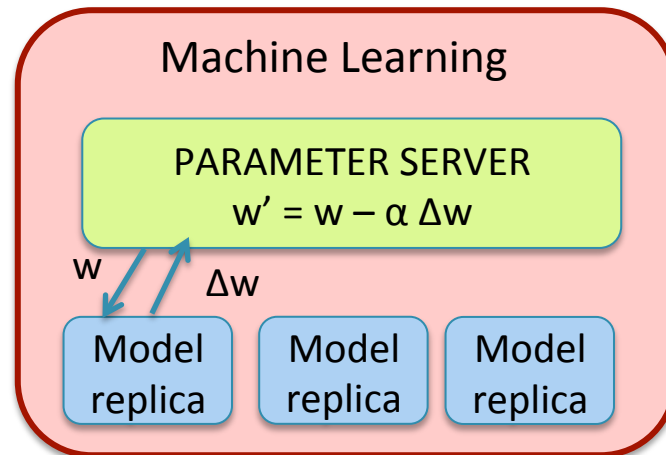 Machine Learning
PARAMETER SERVER
w’ = w – α Δw
w
Δw
Model
replica
Model
replica
Model
replica